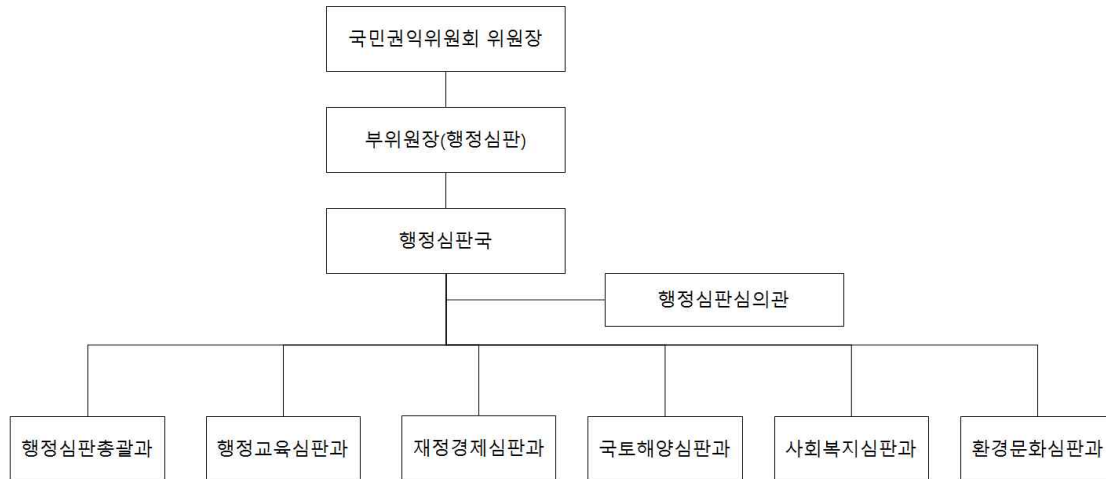 국민권익위원회 위원장
부위원장(행정심판)
행정심판국
행정심판심의관
행정심판총괄과
행정교육심판과
재정경제심판과
국토해양심판과
사회복지심판과
환경문화심판과